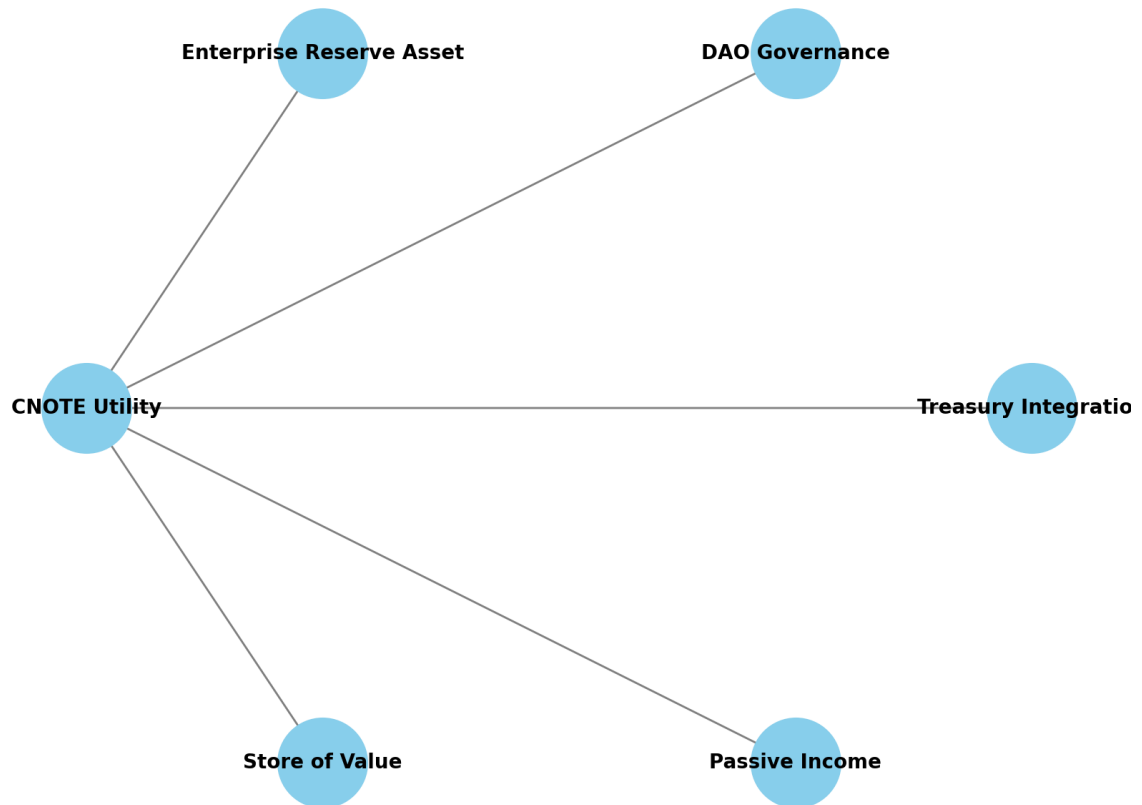 Enterprise Reserve Asset
DAO Governance
CNOTE Utility
Treasury Integratio
Store of Value
Passive Income